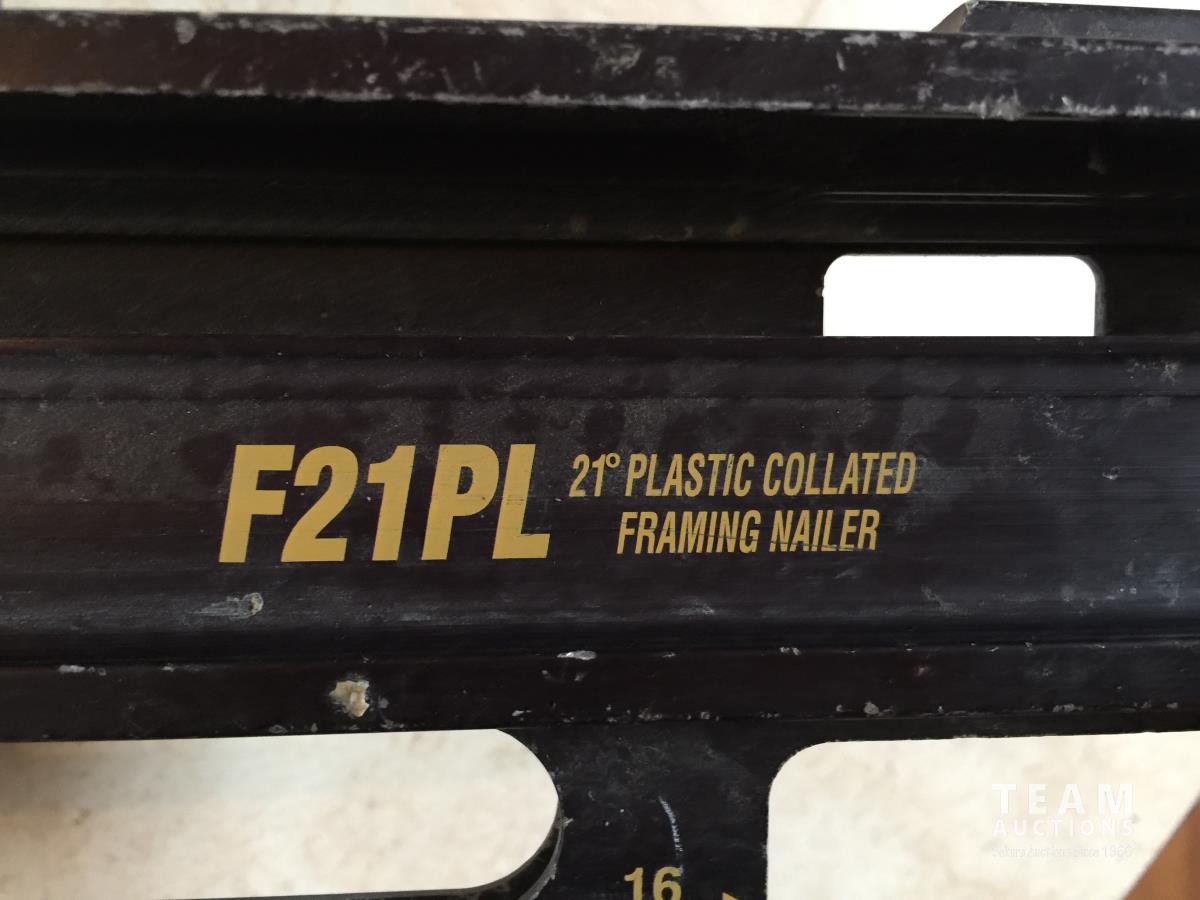 F21PL
21° PLASTIC COLLATED
FRAMING NAILER
16
TEAM
AUCTIONS